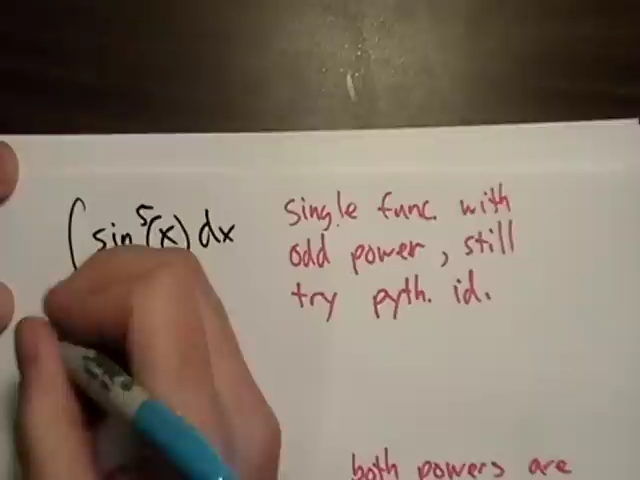 ∫ sin⁵(x) dx
Single func. with
odd power, still
try pyth. id.
both powers are